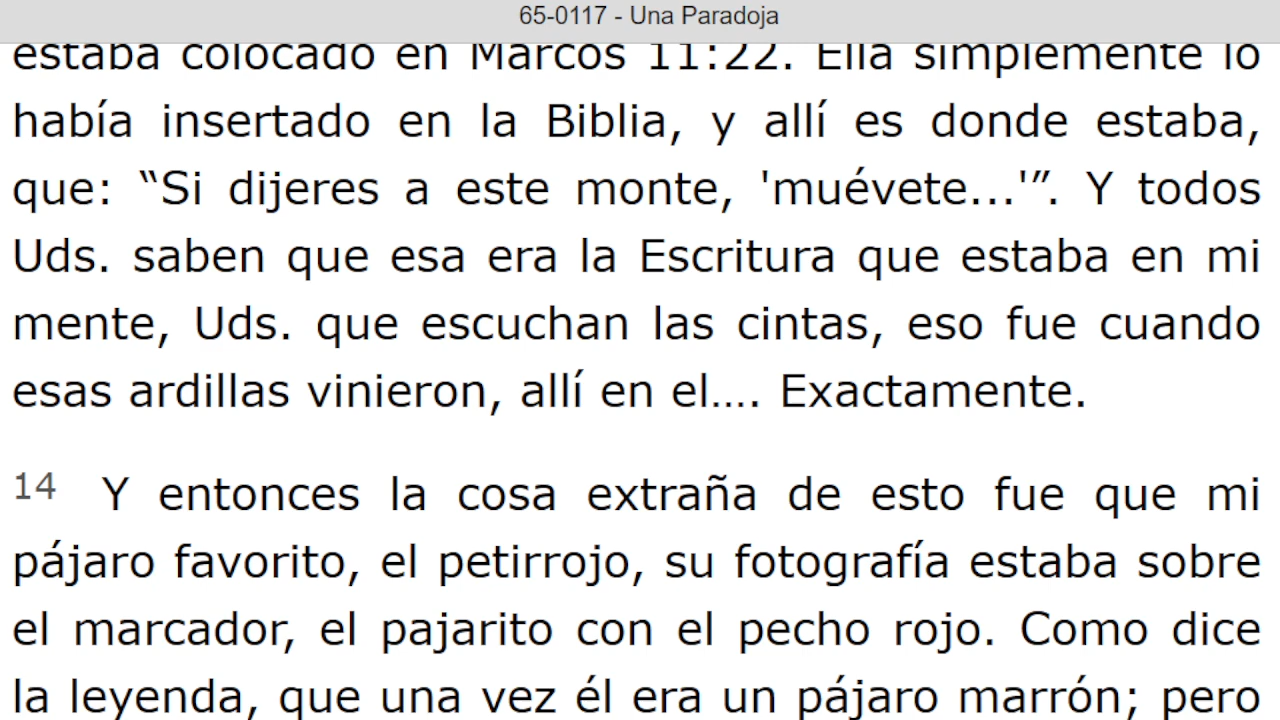 65-0117 - Una Paradoja
estaba colocado en Marcos 11:22. Ella simplemente lo
había insertado en la Biblia, y allí es donde estaba,
que: “Si dijeres a este monte, 'muévete...'”. Y todos
Uds. saben que esa era la Escritura que estaba en mi
mente, Uds. que escuchan las cintas, eso fue cuando
esas ardillas vinieron, allí en el.... Exactamente.
14 Y entonces la cosa extraña de esto fue que mi
pájaro favorito, el petirrojo, su fotografía estaba sobre
el marcador, el pajarito con el pecho rojo. Como dice
la leyenda, que una vez él era un pájaro marrón; pero